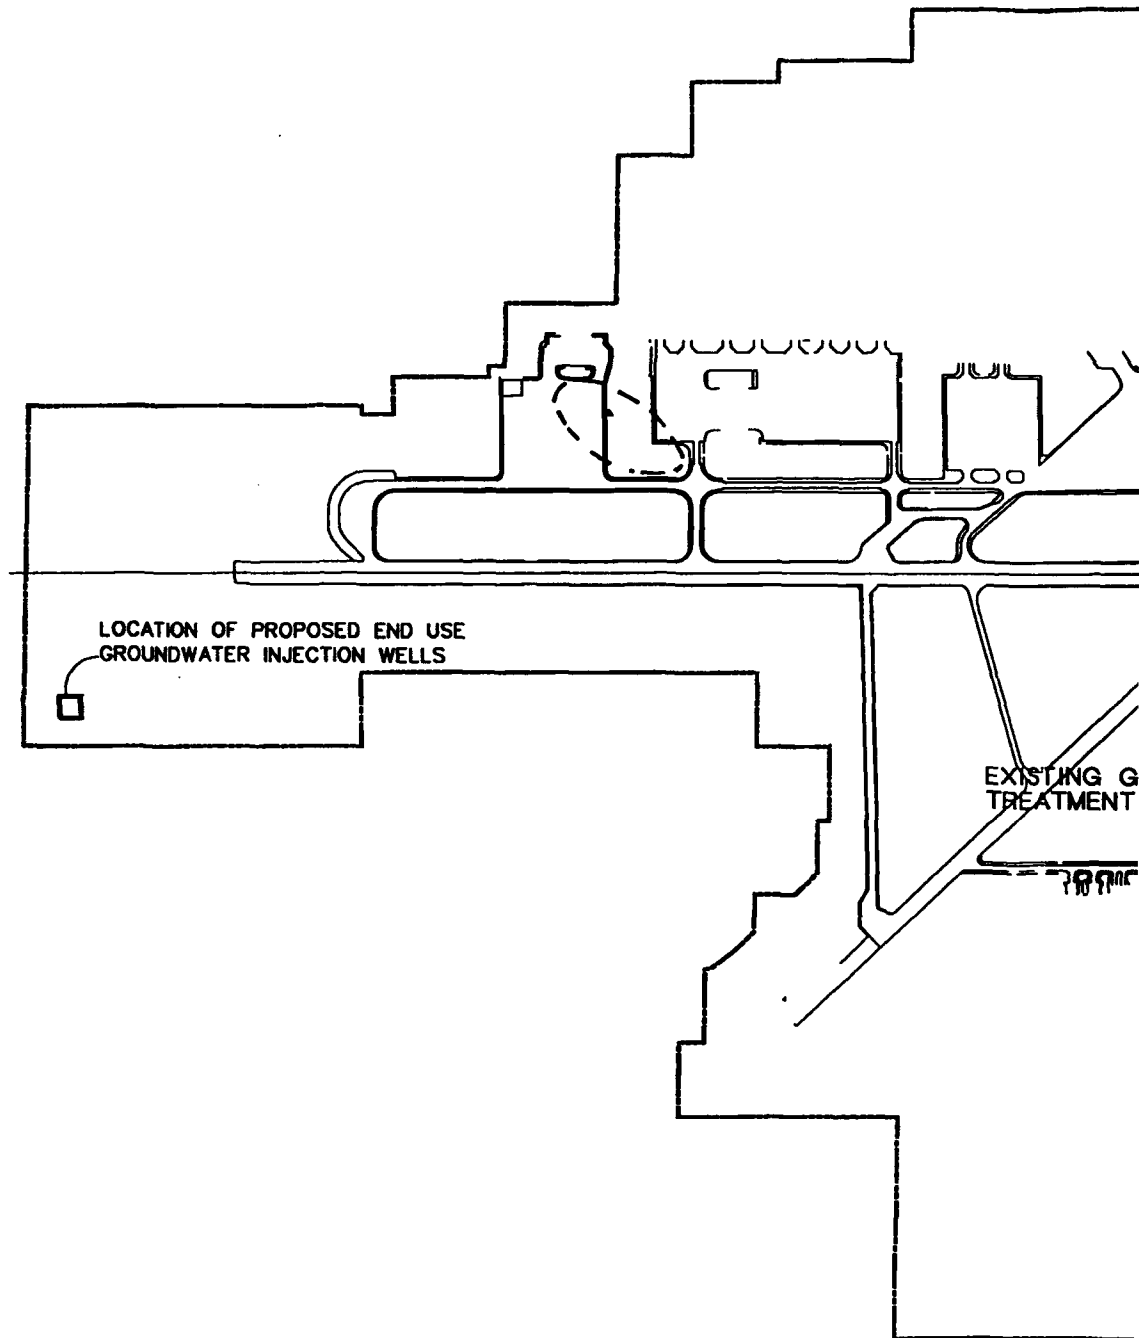 LOCATION OF PROPOSED END USE
GROUNDWATER INJECTION WELLS
EXISTING G
TREATMENT